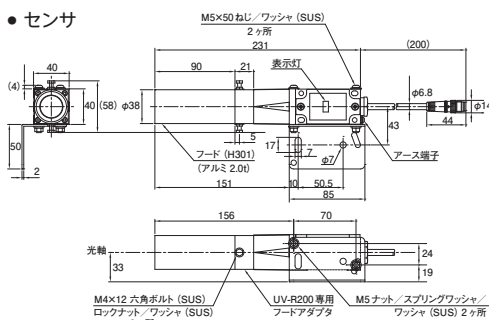 ● センサ
M5×50 ねじ／ワッシャ (SUS)
2ヶ所
231
(200)
40
(4)
90
21
表示灯
φ6.8
φ14
40
(58)
φ38
44
43
5
50
2
フード (H301)
(アルミ 2.0t)
17
7
φ7
アース端子
151
10
50.5
85
156
70
光軸
33
24
19
M4×12 六角ボルト (SUS)
ロックナット／ワッシャ (SUS)
UV-R200 専用
フードアダプタ
M5 ナット／スプリングワッシャ／
ワッシャ (SUS) 2ヶ所